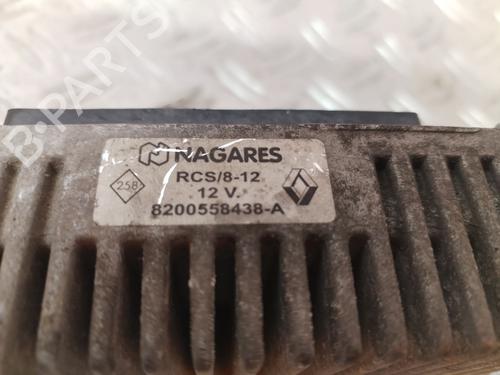 B-PARTS
NAGARES
258
RCS/8-12
12 V.
8200558438-A